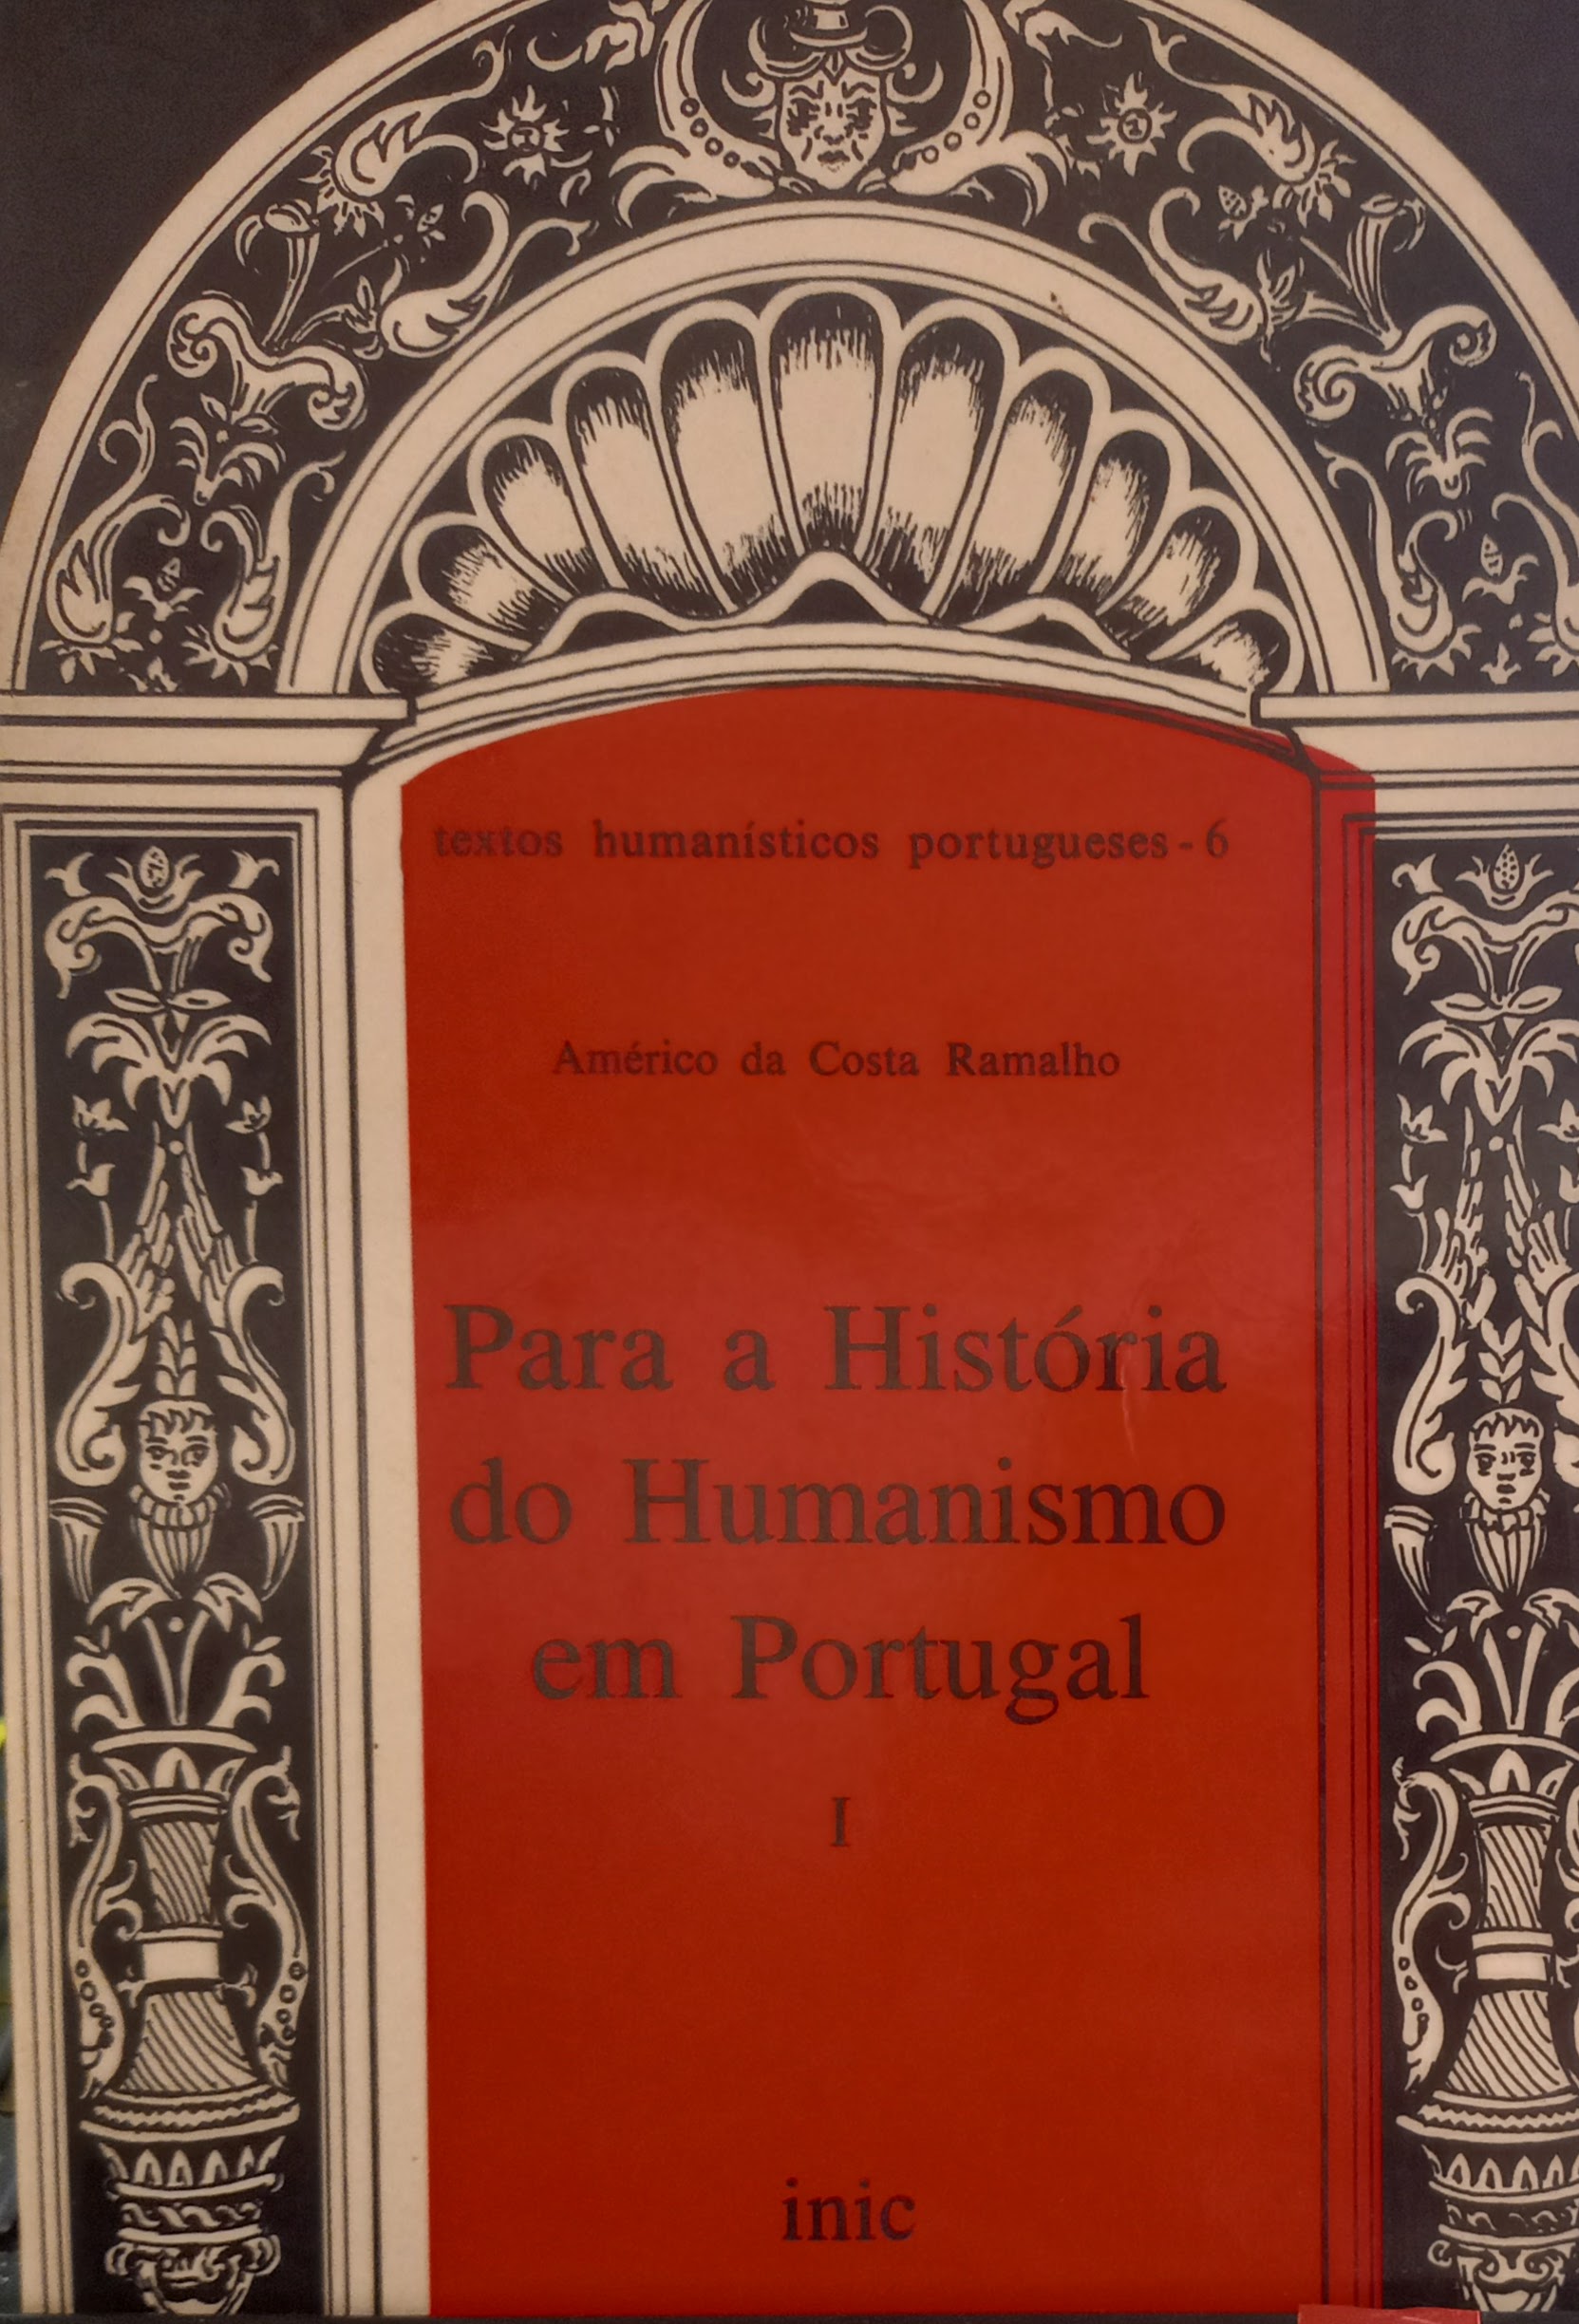 textos humanísticos portugueses - 6
Américo da Costa Ramalho
Para a História
do Humanismo
em Portugal
I
inic